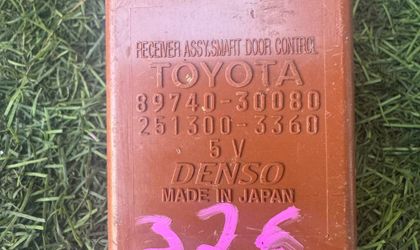 RECEIVER ASSY.SMART DOOR CONTROL
TOYOTA
89740-30080
251300-3360
5 V
DENSO
MADE IN JAPAN
326